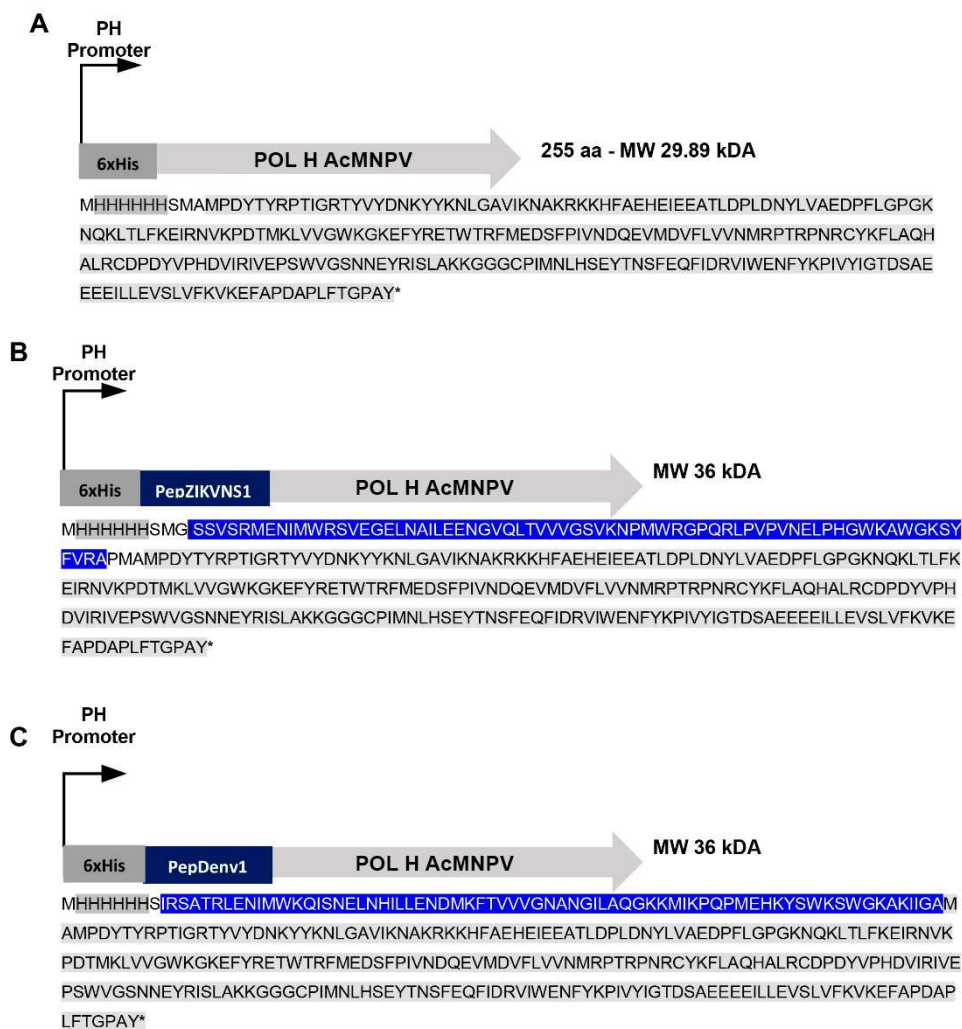 A
PH
Promoter
6xHis POL H AcMNPV 255 aa - MW 29.89 kDA
MHHHHHHSMAMPDYTYRPTIGRTYVYDNKYYKNLGAVIKNAKRKKHFAEHEIEEATLDPLDNYLVAEDPFLGPGK
NQKLTLFKEIRNVKPDTMKLVVGWKGKEFYRETWTRFMEDSFPIVNDQEVMDVFLVVNMRPTRPNRCYKFLAQH
ALRCDPDYVPHDVIRIVEPSWVGSNNEYRISLAKKGGGCPIMNLHSEYTNSFEQFIDRVIWENFYKPIVYIGTDSAE
EEEILLEVSLVFKVKEFAPDAPLFTGPAY*
B
PH
Promoter
6xHis PepZIKVNS1 POL H AcMNPV MW 36 kDA
MHHHHHHSMGSSVSRMENIMWRSVEGELNAILEENGVQLTVVVGSVKNPMWRGPQRLPVPVNELPHGWKAWGKSY
FVRAPMAMPDYTYRPTIGRTYVYDNKYYKNLGAVIKNAKRKKHFAEHEIEEATLDPLDNYLVAEDPFLGPGKNQKLTLFK
EIRNVKPDTMKLVVGWKGKEFYRETWTRFMEDSFPIVNDQEVMDVFLVVNMRPTRPNRCYKFLAQHALRCDPDYVPH
DVIRIVEPSWVGSNNEYRISLAKKGGGCPIMNLHSEYTNSFEQFIDRVIWENFYKPIVYIGTDSAEEEEILLEVSLVFKVKE
FAPDAPLFTGPAY*
C
PH
Promoter
6xHis PepDenv1 POL H AcMNPV MW 36 kDA
MHHHHHHSIRSATRLENIMWKQISNELNHILLENDMKFTVVVGNANGILAQGKKMIKPQPMEHKYSWKSWGKAKIIGAM
AMPDYTYRPTIGRTYVYDNKYYKNLGAVIKNAKRKKHFAEHEIEEATLDPLDNYLVAEDPFLGPGKNQKLTLFKEIRNVK
PDTMKLVVGWKGKEFYRETWTRFMEDSFPIVNDQEVMDVFLVVNMRPTRPNRCYKFLAQHALRCDPDYVPHDVIRIVE
PSWVGSNNEYRISLAKKGGGCPIMNLHSEYTNSFEQFIDRVIWENFYKPIVYIGTDSAEEEEILLEVSLVFKVKEFAPDAP
LFTGPAY*